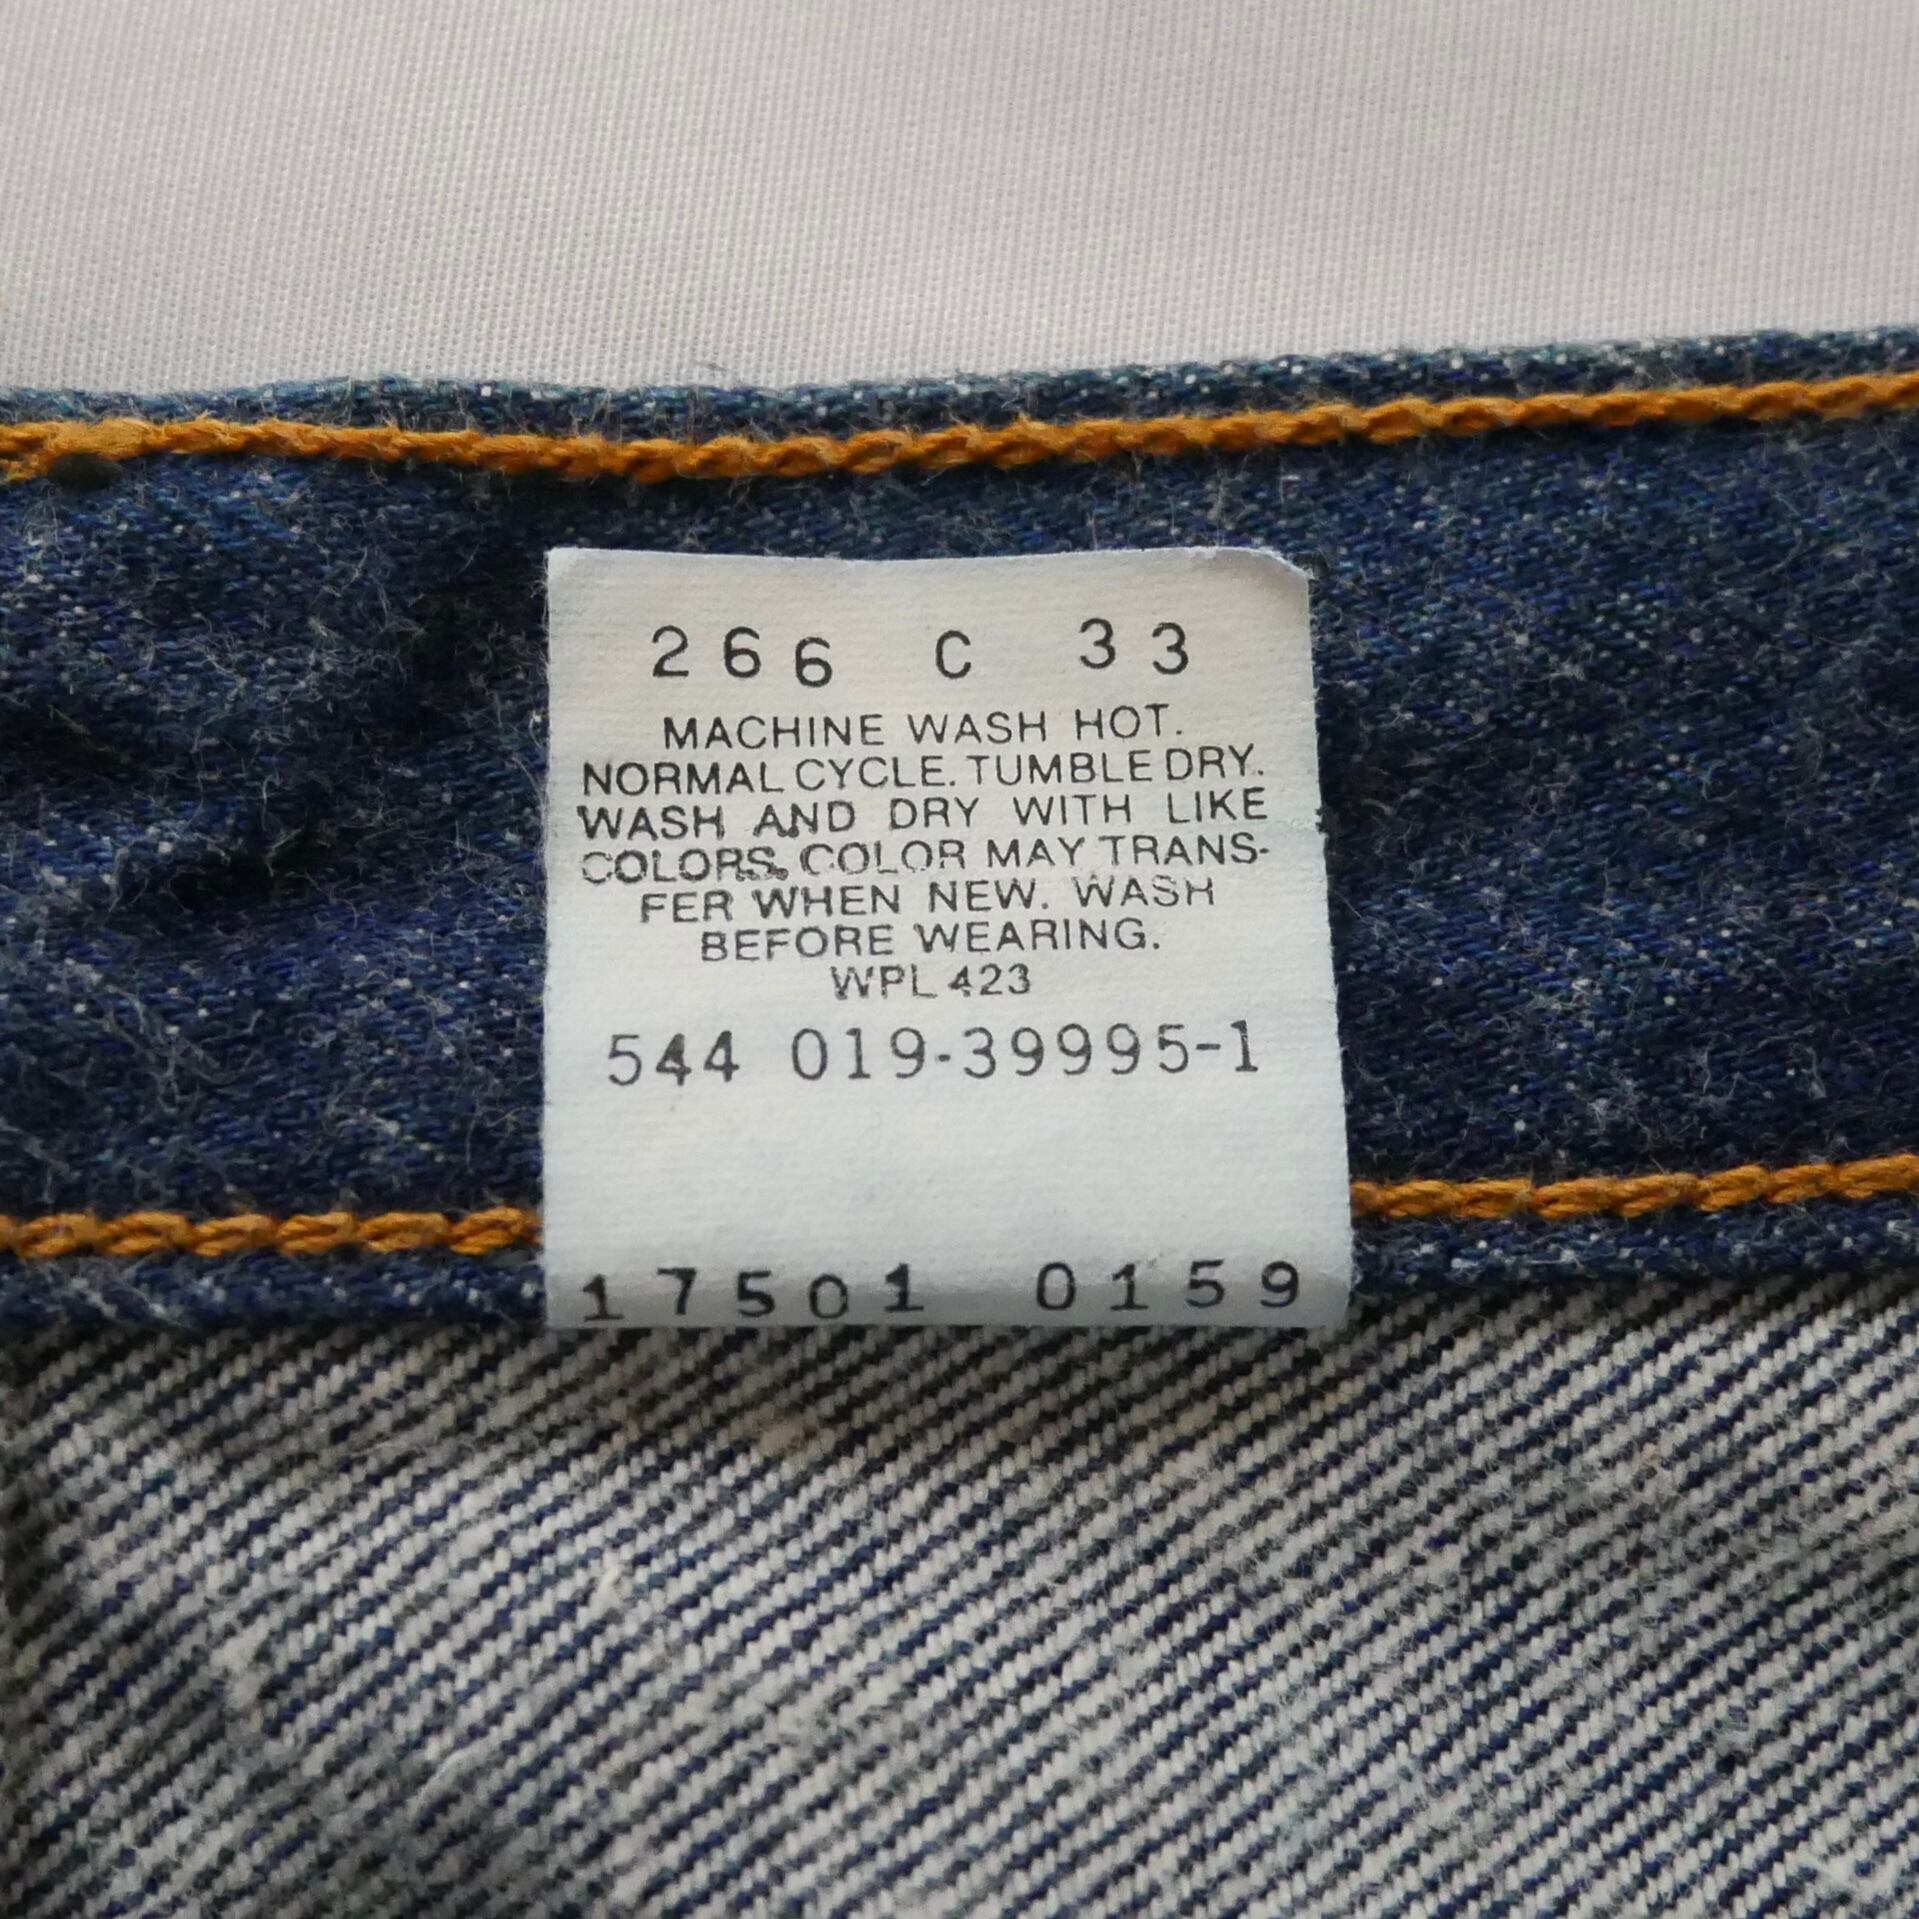 266 C 33
MACHINE WASH HOT.
NORMAL CYCLE. TUMBLE DRY.
WASH AND DRY WITH LIKE
COLORS. COLOR MAY TRANS-
FER WHEN NEW. WASH
BEFORE WEARING.
WPL 423
544 019-39995-1
17501 0159